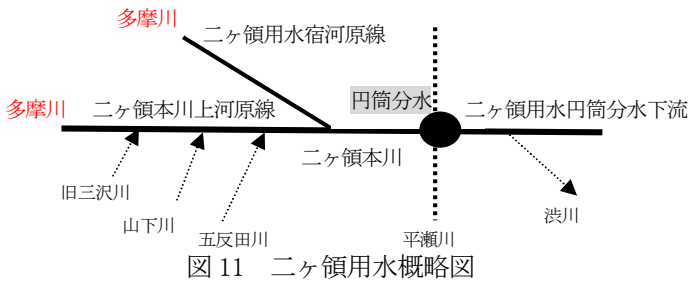 多摩川
二ヶ領用水宿河原線
円筒分水
多摩川
二ヶ領本川上河原線
二ヶ領用水円筒分水下流
二ヶ領本川
旧三沢川
山下川
五反田川
平瀬川
渋川
図 11　二ヶ領用水概略図